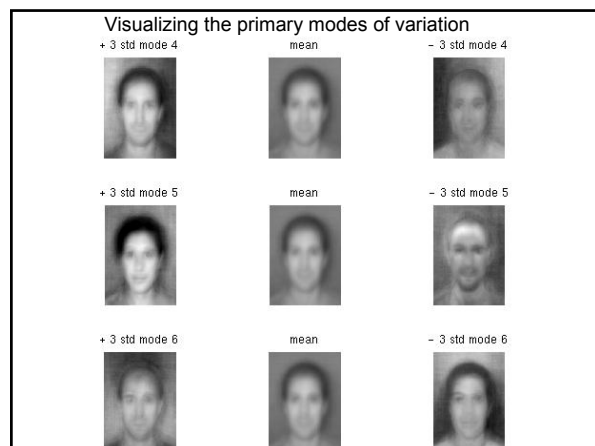 Visualizing the primary modes of variation
+ 3 std mode 4 mean − 3 std mode 4
+ 3 std mode 5 mean − 3 std mode 5
+ 3 std mode 6 mean − 3 std mode 6